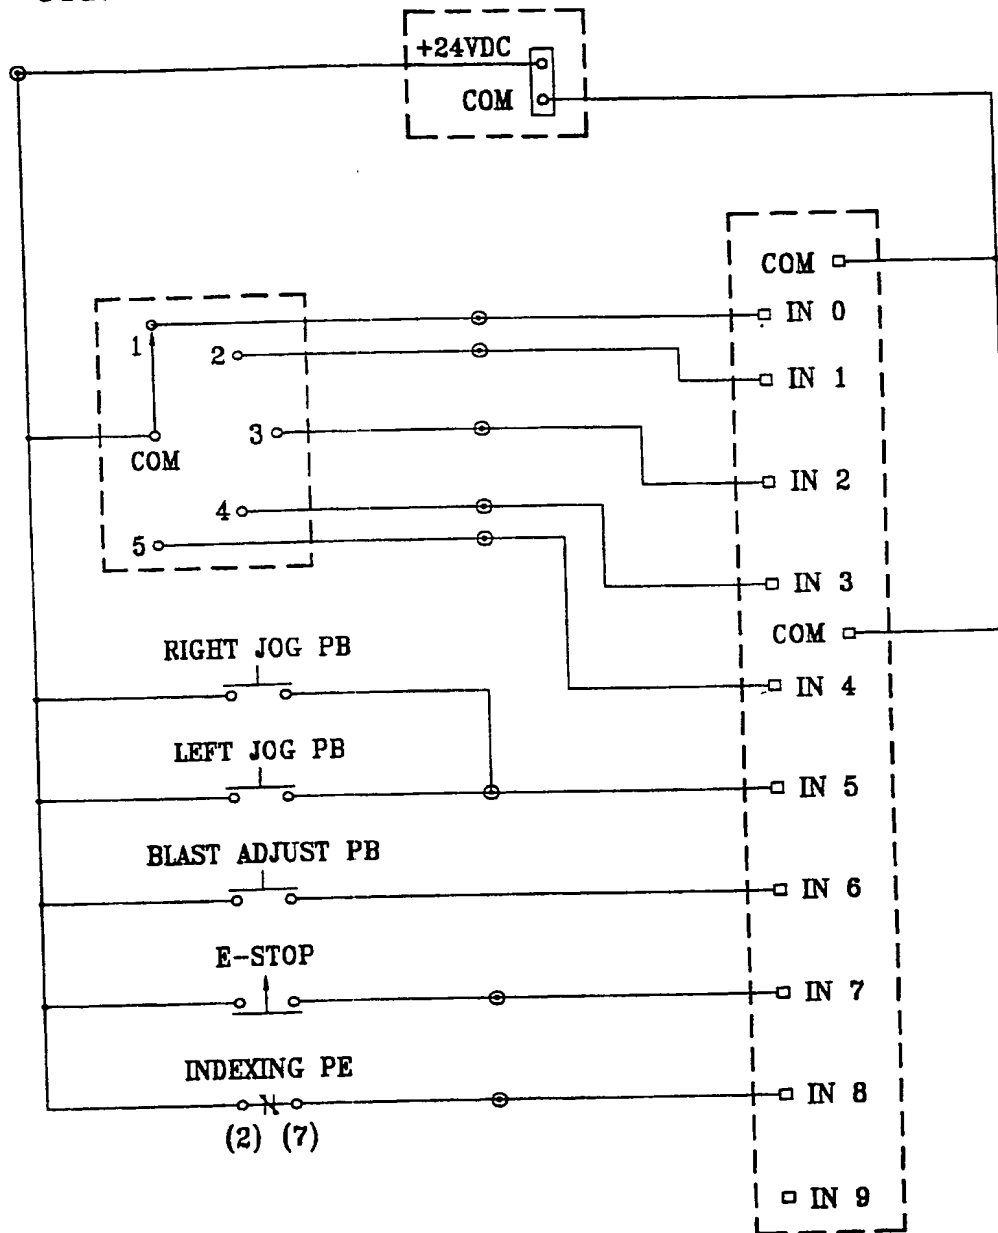 +24VDC
COM
COM
IN 0
1
2
IN 1
3
COM
IN 2
4
5
IN 3
COM
RIGHT JOG PB
IN 4
LEFT JOG PB
IN 5
BLAST ADJUST PB
IN 6
E-STOP
IN 7
INDEXING PE
IN 8
(2) (7)
IN 9